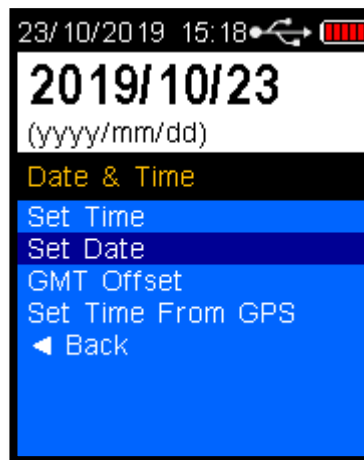 23/10/2019 15:18
2019/10/23
(yyyy/mm/dd)
Date & Time
Set Time
Set Date
GMT Offset
Set Time From GPS
◄ Back